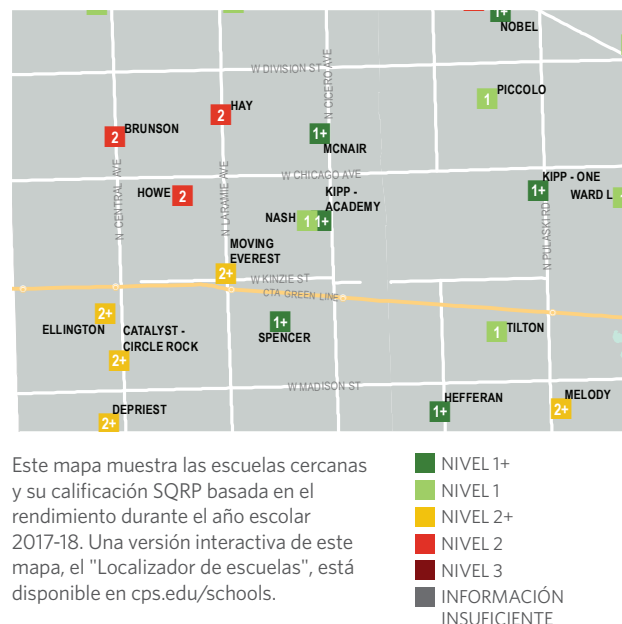 1+
NOBEL
W DIVISION ST
N CICERO AVE
PICCOLO
1
HAY
2
BRUNSON
2
1+
MCNAIR
W CHICAGO AVE
KIPP - ONE
1+
WARD L
HOWE
2
N CENTRAL AVE
N LARAMIE AVE
KIPP -
ACADEMY
NASH
1
1+
N PULASKI RD
MOVING
EVEREST
2+
W KINZIE ST
CTA GREEN LINE
2+
ELLINGTON
CATALYST -
CIRCLE ROCK
2+
1+
SPENCER
1
TILTON
W MADISON ST
HEFFERAN
1+
MELODY
2+
DEPRIEST
2+
Este mapa muestra las escuelas cercanas
y su calificación SQRP basada en el
rendimiento durante el año escolar
2017-18. Una versión interactiva de este
mapa, el "Localizador de escuelas", está
disponible en cps.edu/schools.
NIVEL 1+
NIVEL 1
NIVEL 2+
NIVEL 2
NIVEL 3
INFORMACIÓN
INSUFICIENTE